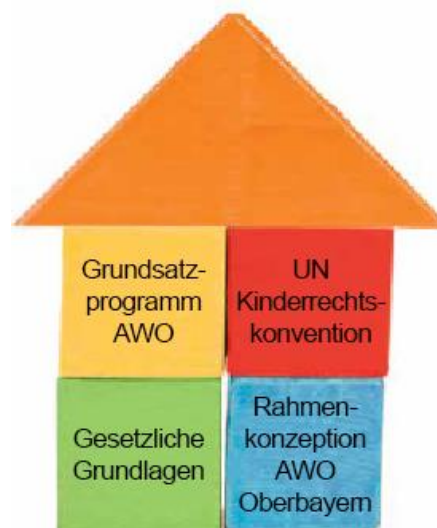 Grundsatz-
programm
AWO
UN
Kinderrechts-
konvention
Gesetzliche
Grundlagen
Rahmen-
konzeption
AWO
Oberbayern